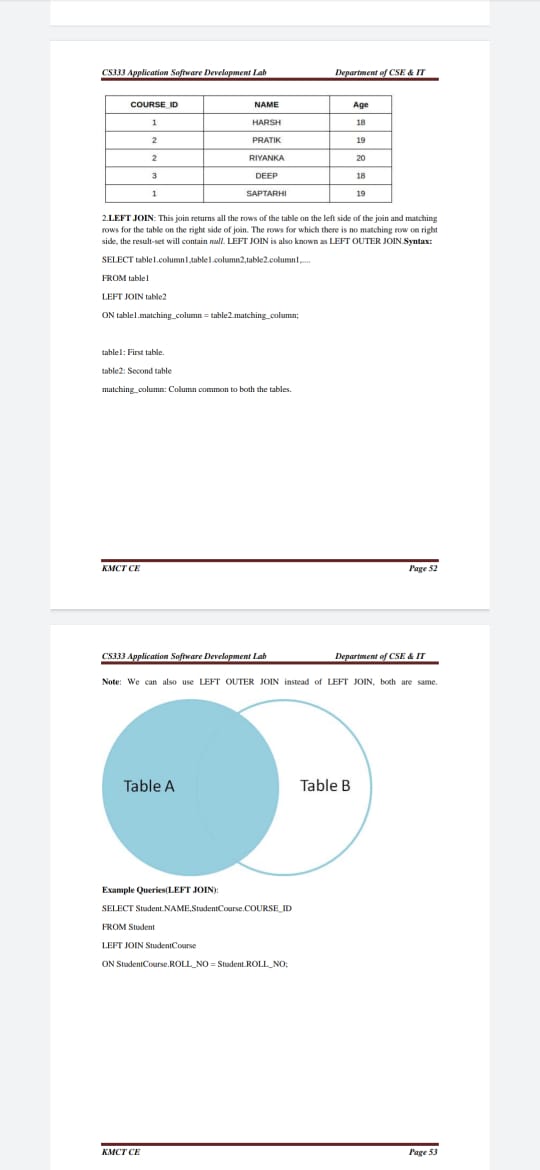 CS333 Application Software Development Lab Department of CSE & IT
COURSE_ID NAME Age
1 HARSH 18
2 PRATIK 19
2 RIYANKA 20
3 DEEP 18
1 SAPTARHI 19
2.LEFT JOIN: This join returns all the rows of the table on the left side of the join and matching
rows for the table on the right side of join. The rows for which there is no matching row on right
side, the result-set will contain null. LEFT JOIN is also known as LEFT OUTER JOIN.Syntax:
SELECT table1.column1,table1.column2,table2.column1,....
FROM table1
LEFT JOIN table2
ON table1.matching_column = table2.matching_column;
table1: First table.
table2: Second table
matching_column: Column common to both the tables.
KMCT CE Page 52
CS333 Application Software Development Lab Department of CSE & IT
Note: We can also use LEFT OUTER JOIN instead of LEFT JOIN, both are same.
Table A Table B
Example Queries(LEFT JOIN):
SELECT Student.NAME,StudentCourse.COURSE_ID
FROM Student
LEFT JOIN StudentCourse
ON StudentCourse.ROLL_NO = Student.ROLL_NO;
KMCT CE Page 53